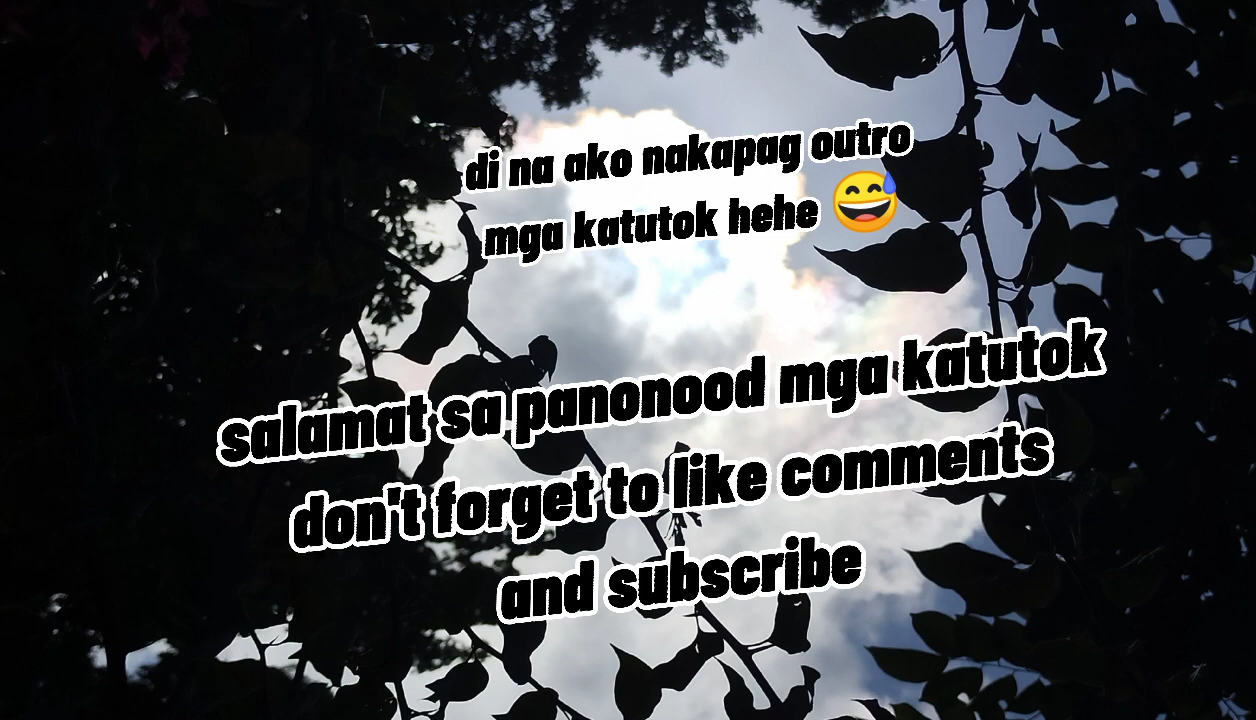 di na ako nakapag outro
mga katutok hehe 😅
salamat sa panonood mga katutok
don't forget to like comments
and subscribe